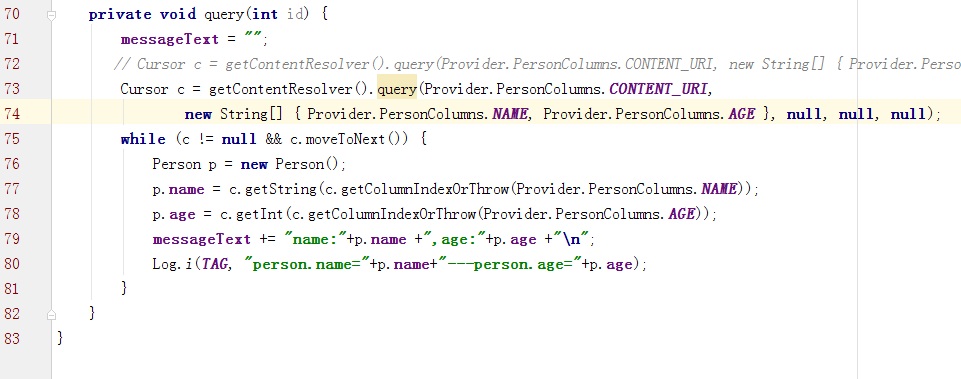 70 private void query(int id) {
71 messageText = "";
72 // Cursor c = getContentResolver().query(Provider.PersonColumns.CONTENT_URI, new String[] { Provider.Perso
73 Cursor c = getContentResolver().query(Provider.PersonColumns.CONTENT_URI,
74 new String[] { Provider.PersonColumns.NAME, Provider.PersonColumns.AGE }, null, null, null);
75 while (c != null && c.moveToNext()) {
76 Person p = new Person();
77 p.name = c.getString(c.getColumnIndexOrThrow(Provider.PersonColumns.NAME));
78 p.age = c.getInt(c.getColumnIndexOrThrow(Provider.PersonColumns.AGE));
79 messageText += "name:"+p.name +",age:"+p.age +"\n";
80 Log.i(TAG, "person.name="+p.name+"---person.age="+p.age);
81 }
82 }
83 }